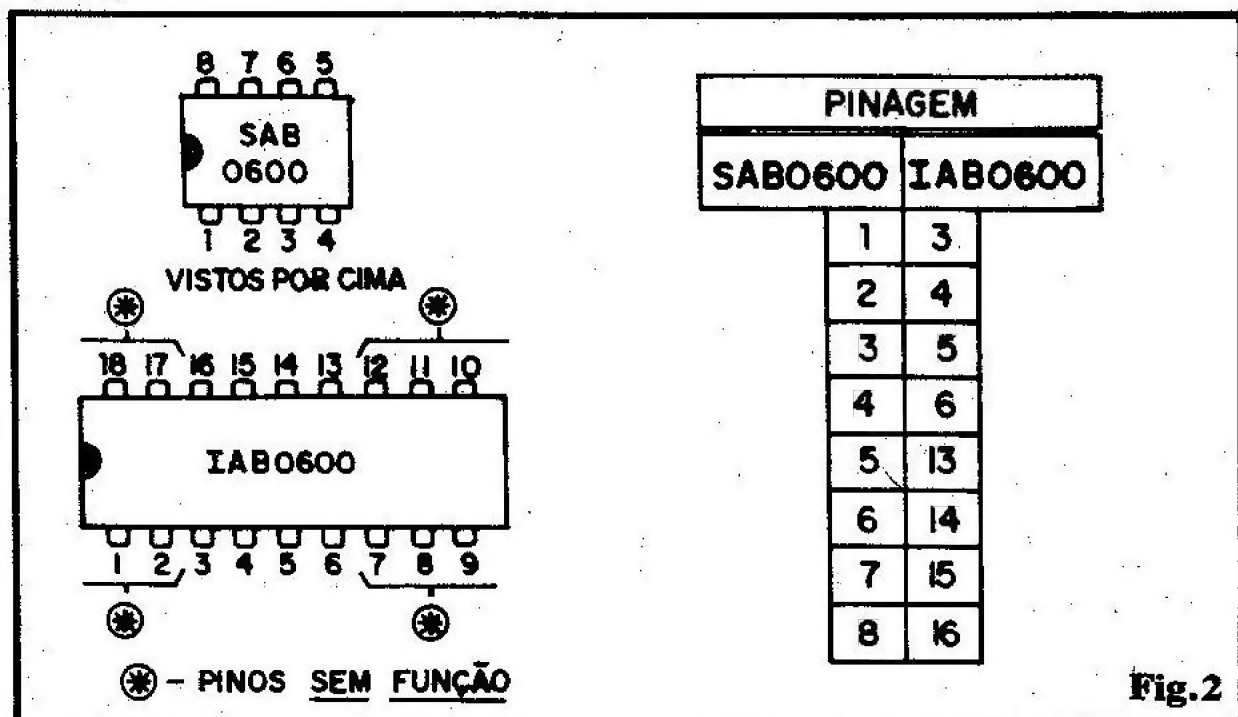 8 7 6 5
SAB
0600
1 2 3 4
VISTOS POR CIMA
18 17 16 15 14 13 12 11 10
IAB0600
1 2 3 4 5 6 7 8 9
- PINOS SEM FUNÇÃO
PINAGEM
SAB0600 IAB0600
1 3
2 4
3 5
4 6
5 13
6 14
7 15
8 16
Fig.2